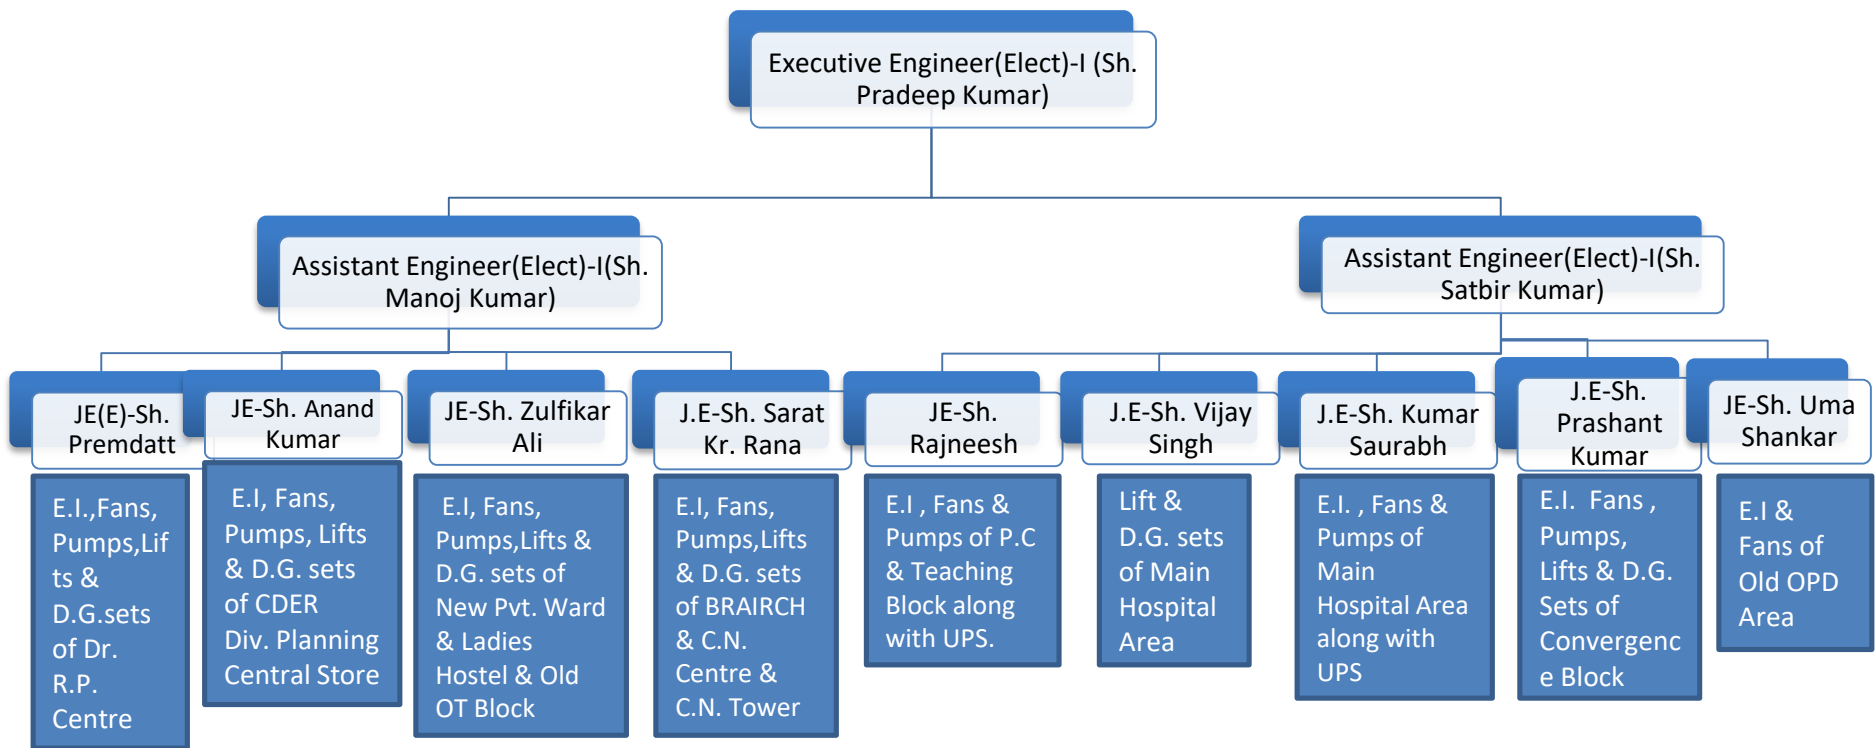 Executive Engineer(Elect)-I (Sh.
Pradeep Kumar)
Assistant Engineer(Elect)-I(Sh.
Manoj Kumar)
Assistant Engineer(Elect)-I(Sh.
Satbir Kumar)
JE(E)-Sh.
Premdatt
JE-Sh. Anand
Kumar
JE-Sh. Zulfikar
Ali
J.E-Sh. Sarat
Kr. Rana
JE-Sh.
Rajneesh
J.E-Sh. Vijay
Singh
J.E-Sh. Kumar
Saurabh
J.E-Sh.
Prashant
Kumar
JE-Sh. Uma
Shankar
E.I.,Fans,
Pumps,Lif
ts &
D.G.sets
of Dr.
R.P.
Centre
E.I, Fans,
Pumps, Lifts
& D.G. sets
of CDER
Div. Planning
Central Store
E.I, Fans,
Pumps,Lifts &
D.G. sets of
New Pvt. Ward
& Ladies
Hostel & Old
OT Block
E.I, Fans,
Pumps,Lifts
& D.G. sets
of BRAIRCH
& C.N.
Centre &
C.N. Tower
E.I , Fans &
Pumps of P.C
& Teaching
Block along
with UPS.
Lift &
D.G. sets
of Main
Hospital
Area
E.I. , Fans &
Pumps of
Main
Hospital Area
along with
UPS
E.I. Fans ,
Pumps,
Lifts & D.G.
Sets of
Convergenc
e Block
E.I &
Fans of
Old OPD
Area